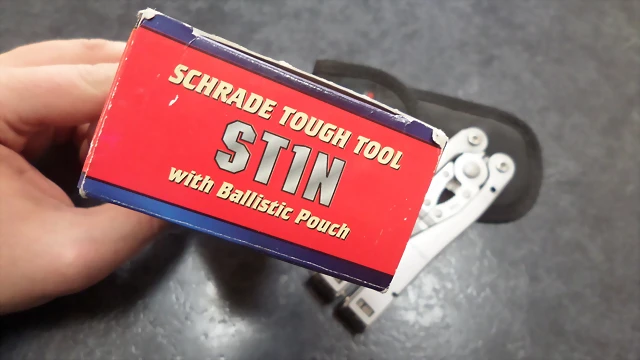 SCHRADE TOUGH TOOL
ST1N
with Ballistic Pouch